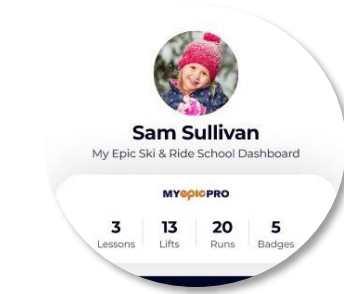 Sam Sullivan
My Epic Ski & Ride School Dashboard
MYepicPRO
3 13 20 5
Lessons Lifts Runs Badges